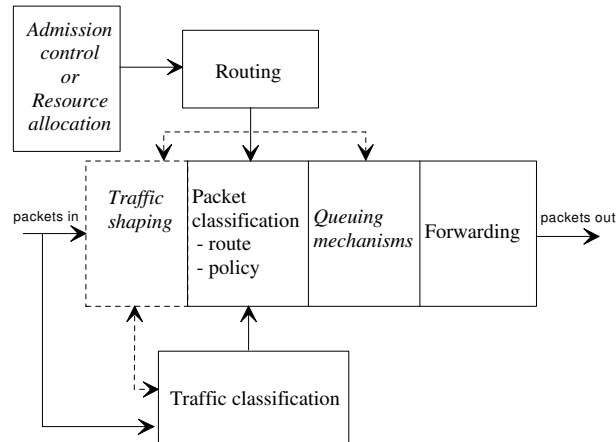 Admission
control
or
Resource
allocation
Routing
packets in
Traffic
shaping
Packet
classification
- route
- policy
Queuing
mechanisms
Forwarding
packets out
Traffic classification